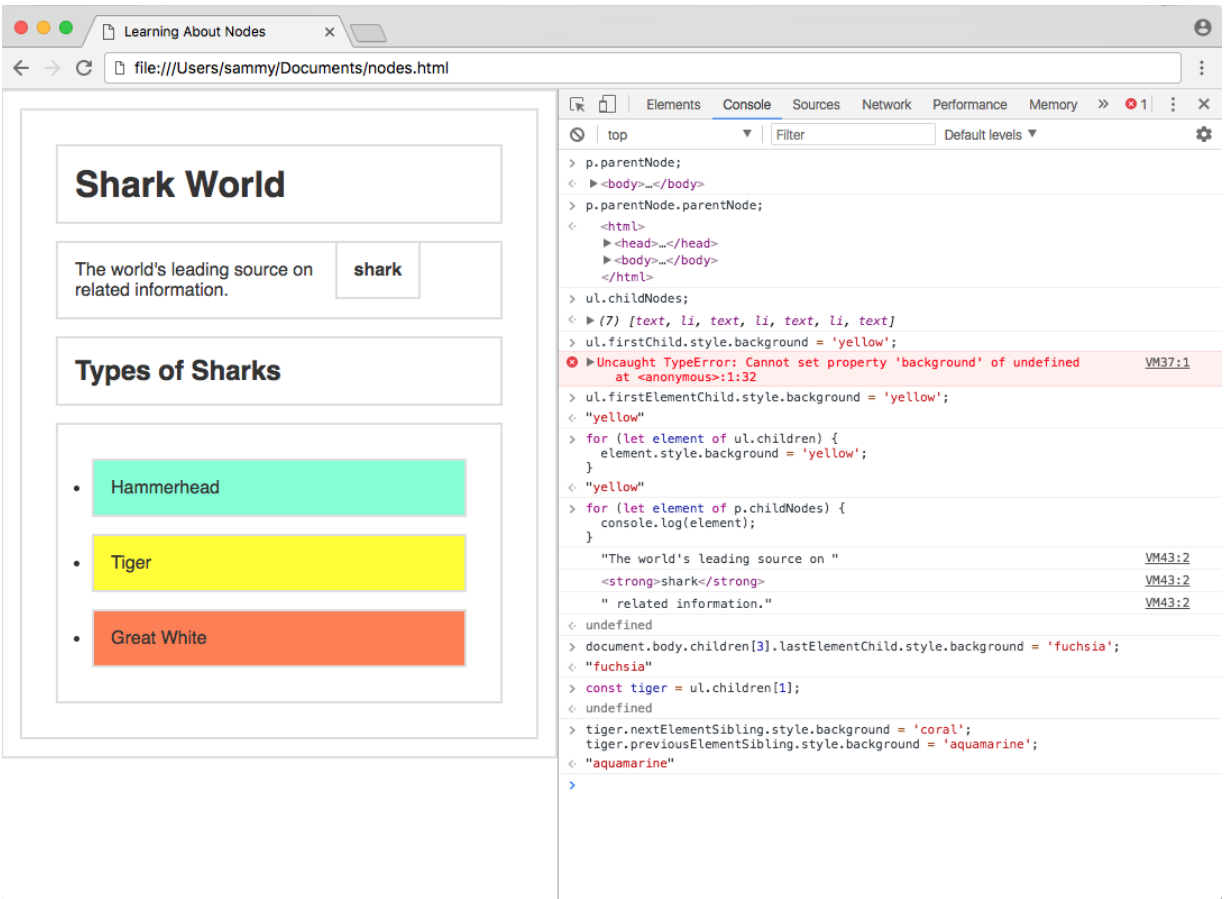 Learning About Nodes
file:///Users/sammy/Documents/nodes.html
Shark World
The world's leading source on shark
related information.
Types of Sharks
Hammerhead
Tiger
Great White
Elements Console Sources Network Performance Memory » 1
top Filter Default levels
> p.parentNode;
<body>…</body>
> p.parentNode.parentNode;
<html>
<head>…</head>
<body>…</body>
</html>
> ul.childNodes;
(7) [text, li, text, li, text, li, text]
> ul.firstChild.style.background = 'yellow';
Uncaught TypeError: Cannot set property 'background' of undefined VM37:1
at <anonymous>:1:32
> ul.firstElementChild.style.background = 'yellow';
"yellow"
> for (let element of ul.children) {
element.style.background = 'yellow';
}
"yellow"
> for (let element of p.childNodes) {
console.log(element);
}
"The world's leading source on " VM43:2
<strong>shark</strong> VM43:2
" related information." VM43:2
undefined
> document.body.children[3].lastElementChild.style.background = 'fuchsia';
"fuchsia"
> const tiger = ul.children[1];
undefined
> tiger.nextElementSibling.style.background = 'coral';
tiger.previousElementSibling.style.background = 'aquamarine';
"aquamarine"
>